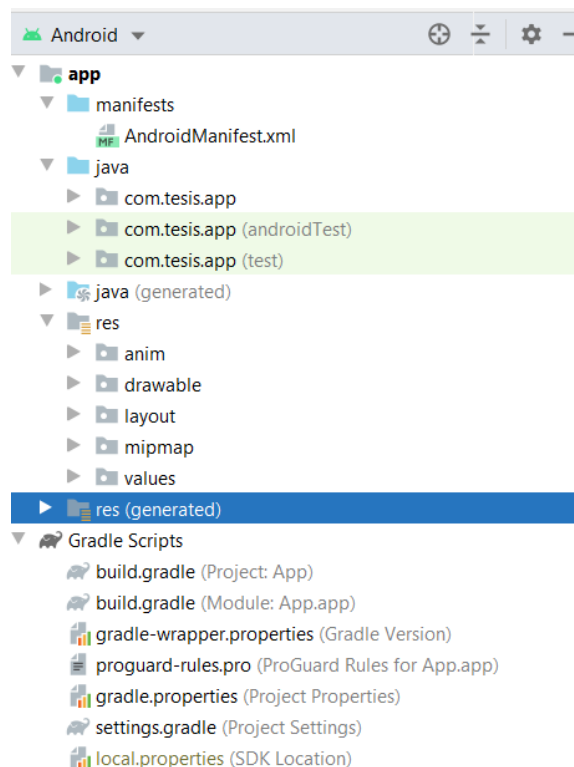 Android
app
manifests
MF AndroidManifest.xml
java
com.tesis.app
com.tesis.app (androidTest)
com.tesis.app (test)
java (generated)
res
anim
drawable
layout
mipmap
values
res (generated)
Gradle Scripts
build.gradle (Project: App)
build.gradle (Module: App.app)
gradle-wrapper.properties (Gradle Version)
proguard-rules.pro (ProGuard Rules for App.app)
gradle.properties (Project Properties)
settings.gradle (Project Settings)
local.properties (SDK Location)